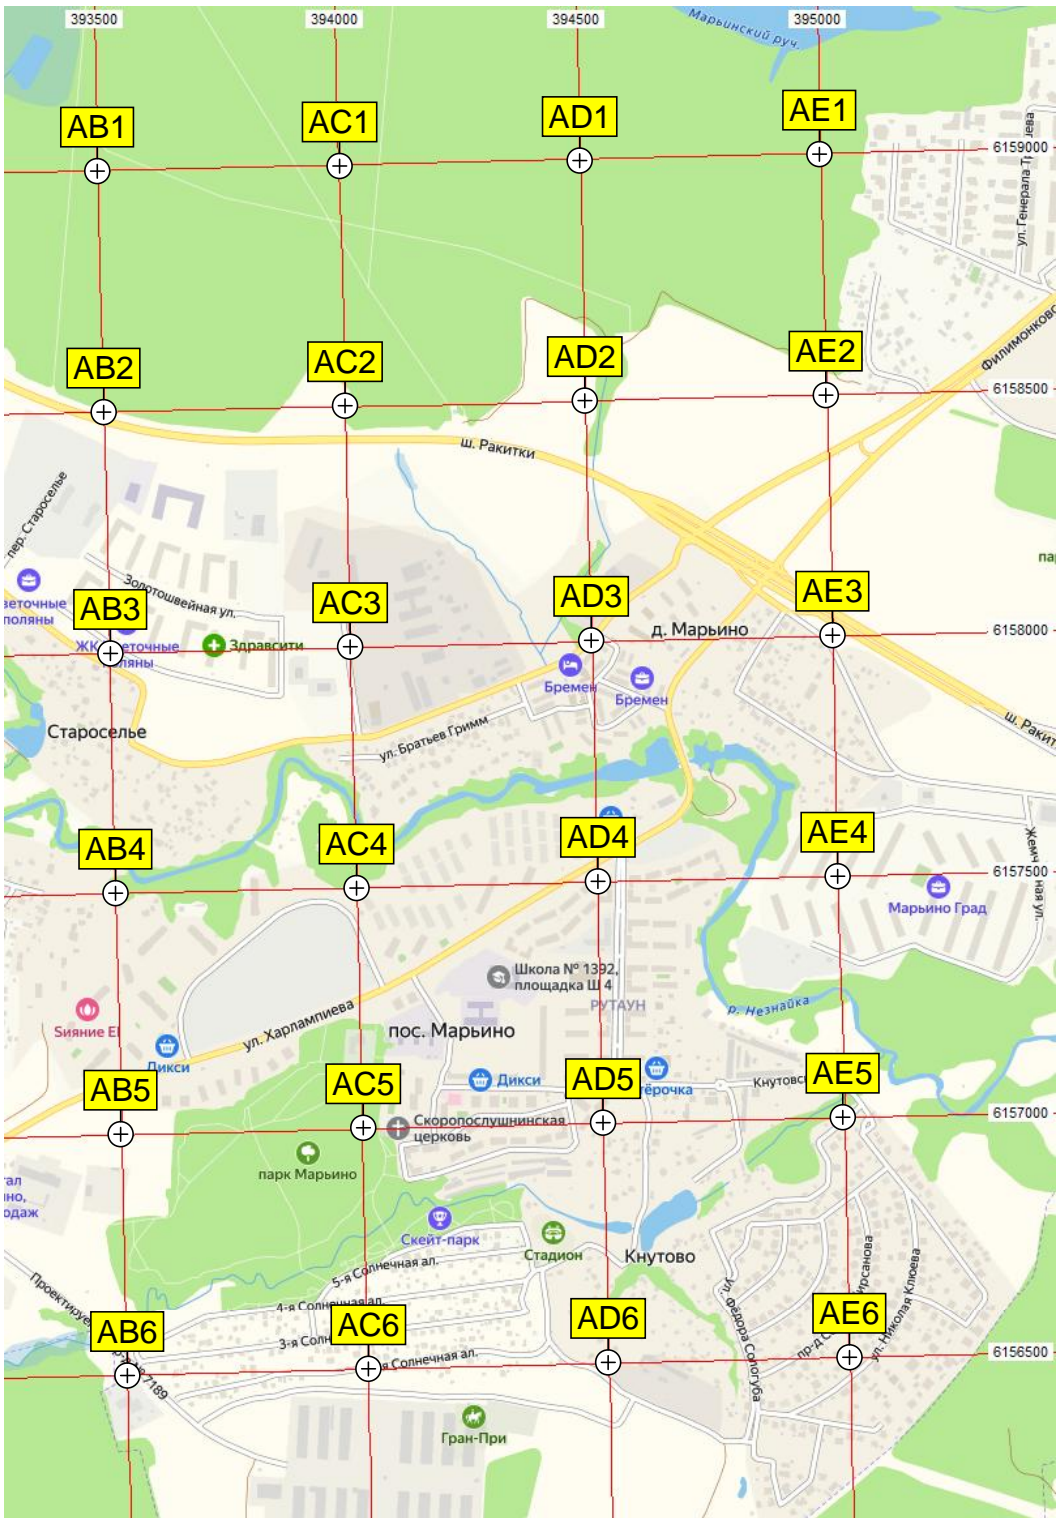 393500
394000
394500
395000
Марьинский руч.
AB1
AC1
AD1
AE1
6159000
ул. Генерала
AB2
AC2
AD2
AE2
6158500
ш. Ракитки
пер. Староселье
Золотошвейная ул.
AB3
AC3
AD3
AE3
6158000
Здравсити
д. Марьино
Бремен
Бремен
Староселье
ул. Братьев Гримм
AB4
AC4
AD4
AE4
6157500
Марьино Град
Школа № 1392,
площадка Ш 4
РУТАУН
р. Незнайка
ул. Харлампиева
пос. Марьино
Дикси
Дикси
AB5
AC5
AD5
AE5
6157000
Скоропослушнинская
церковь
парк Марьино
Скейт-парк
Стадион
Кнутово
5-я Солнечная ал.
4-я Солнечная ал.
ул. Фёдора Сологуба
ул. Николая Клюева
AB6
AC6
AD6
AE6
6156500
Солнечная ал.
7189
Гран-При